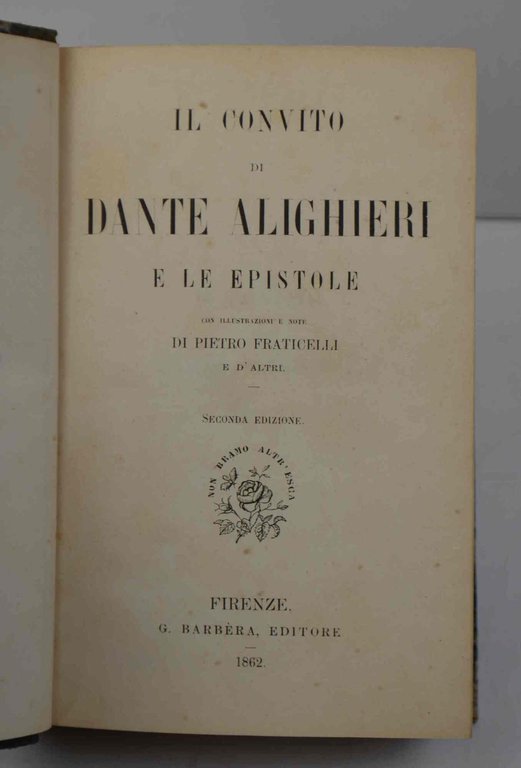 IL CONVITO
DI
DANTE ALIGHIERI
E LE EPISTOLE
CON ILLUSTRAZIONI E NOTE
DI PIETRO FRATICELLI
E D'ALTRI.
SECONDA EDIZIONE.
NON BRAMO ALTR'ESCA
FIRENZE,
G. BARBÈRA, EDITORE
1862.